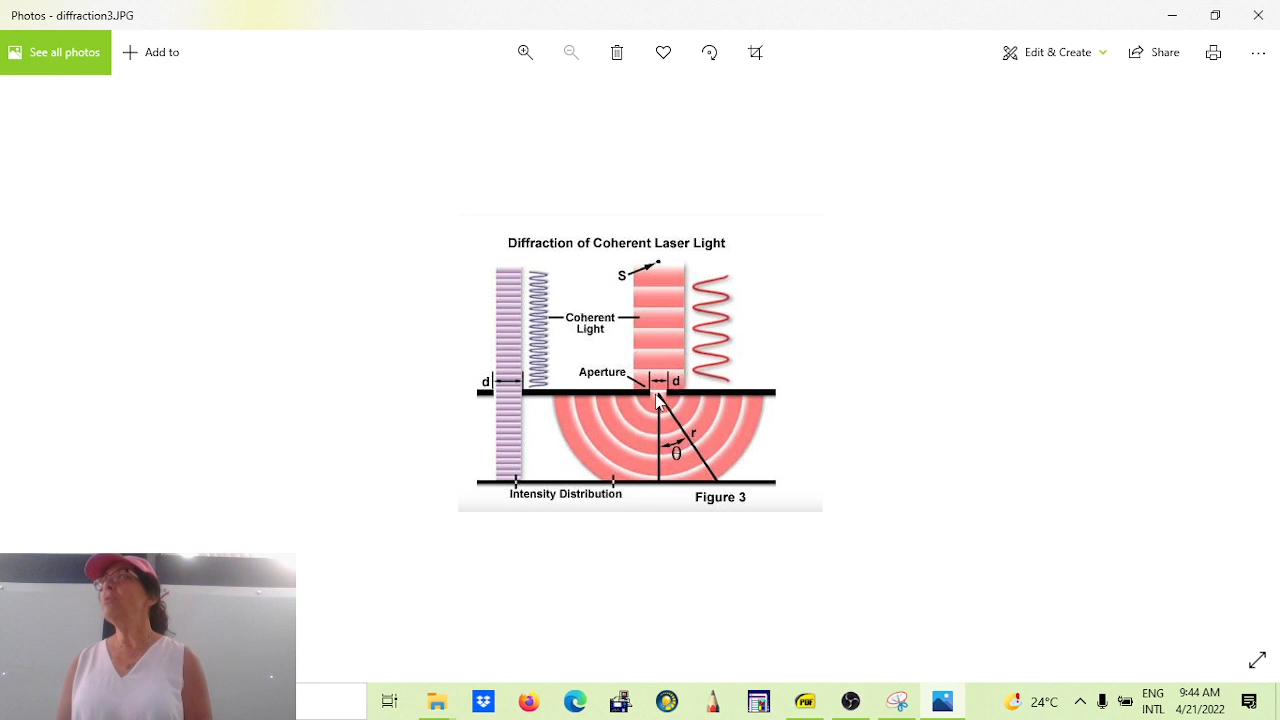 Photos - diffraction3.JPG
See all photos
Add to
Edit & Create
Share
Diffraction of Coherent Laser Light
S
Coherent
Light
Aperture
d
d
r
θ
Intensity Distribution
Figure 3
PDF
24°C
ENG
INTL
9:44 AM
4/21/2022